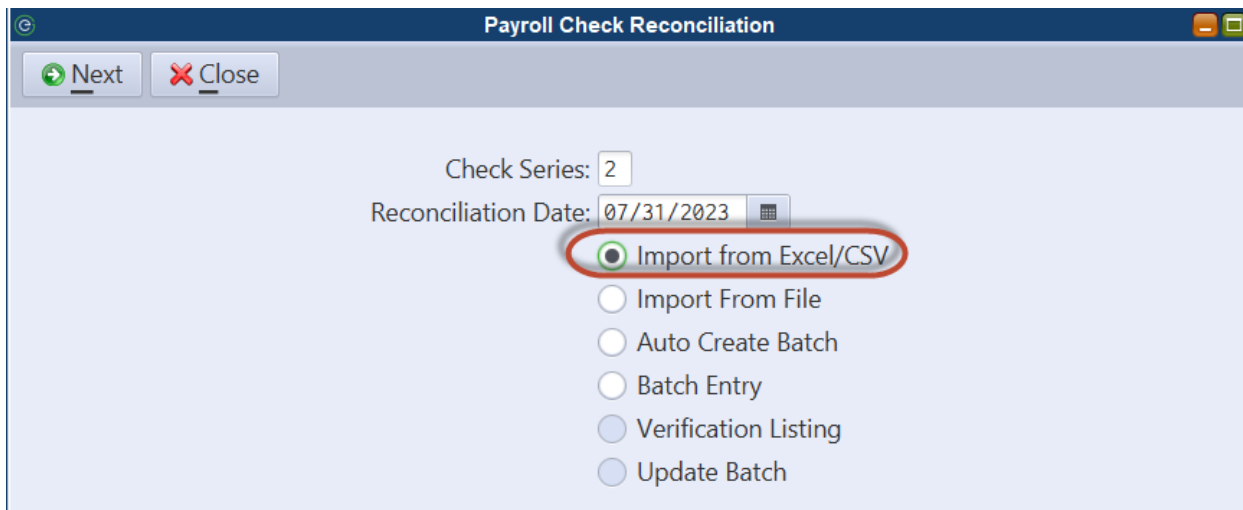 Payroll Check Reconciliation
Next Close
Check Series: 2
Reconciliation Date: 07/31/2023
Import from Excel/CSV
Import From File
Auto Create Batch
Batch Entry
Verification Listing
Update Batch